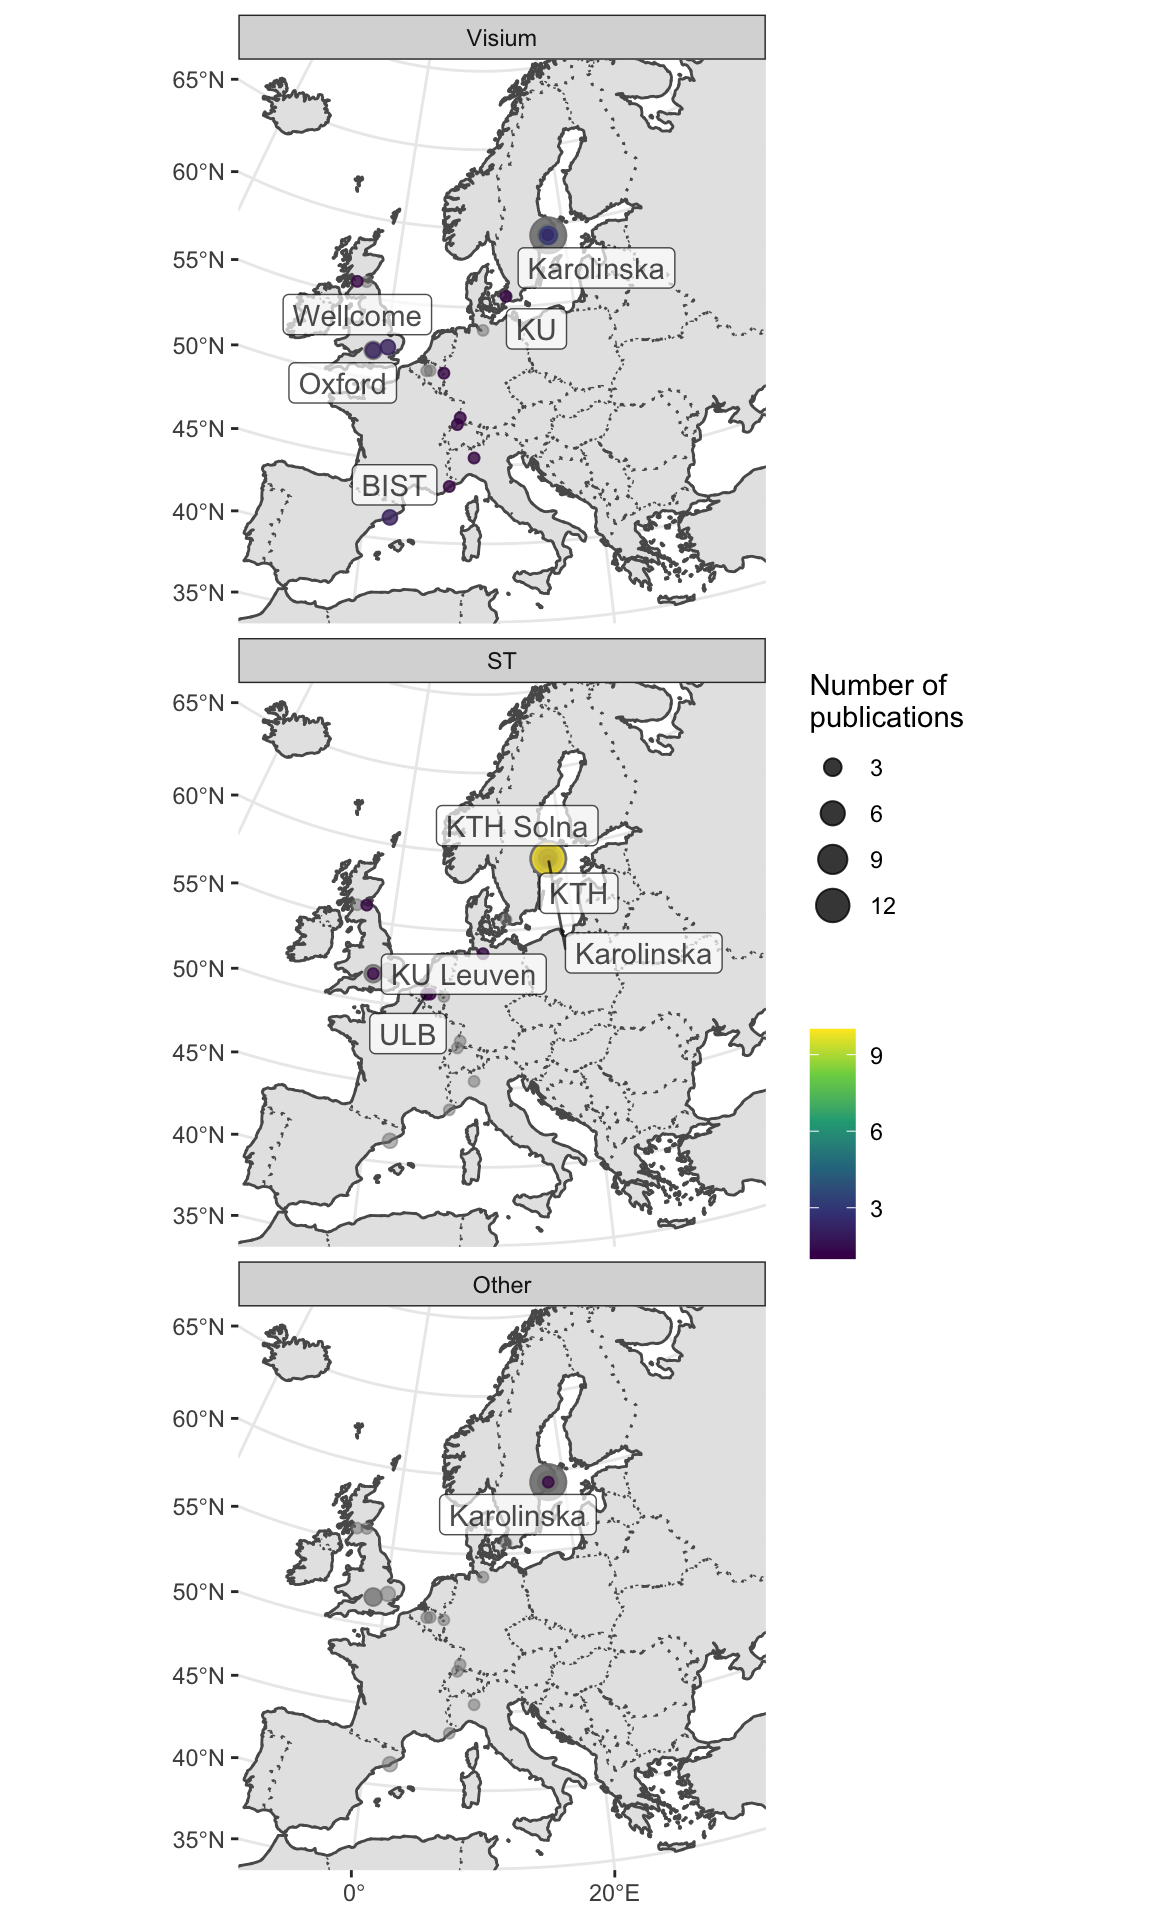 Visium
65°N
60°N
55°N
50°N
45°N
40°N
35°N
Karolinska
Wellcome
KU
Oxford
BIST
ST
65°N
60°N
55°N
50°N
45°N
40°N
35°N
KTH Solna
KTH
Karolinska
KU Leuven
ULB
Number of
publications
3
6
9
12
9
6
3
Other
65°N
60°N
55°N
50°N
45°N
40°N
35°N
Karolinska
0°
20°E